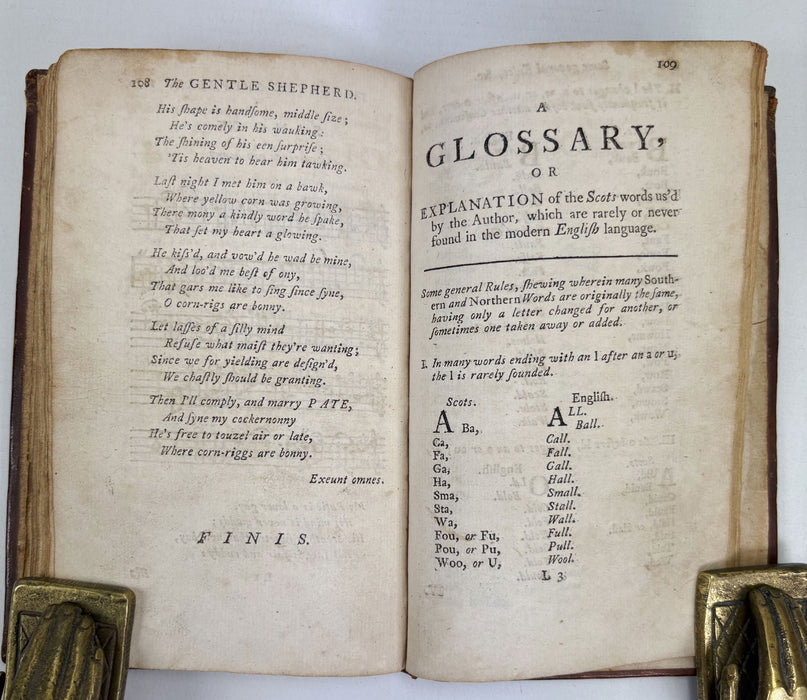 108 The GENTLE SHEPHERD.
His ſhape is handſome, middle ſize;
He's comely in his wauking:
The ſhining of his een ſurpriſe;
'Tis heaven to hear him tawking.
Laſt night I met him on a bawk,
Where yellow corn was growing,
There mony a kindly word he ſpake,
That ſet my heart a glowing.
He kiſs'd, and vow'd he wad be mine,
And loo'd me beſt of ony,
That gars me like to ſing ſince ſyne,
O corn-rigs are bonny.
Let laſſes of a ſilly mind
Refuſe what maiſt they're wanting;
Since we for yielding are deſign'd,
We chaſtly ſhould be granting.
Then I'll comply, and marry PATE,
And ſyne my cockernonny
He's free to touzel air or late,
Where corn-riggs are bonny.
Exeunt omnes.
FINIS.
109
A
GLOSSARY,
OR
EXPLANATION of the Scots words us'd
by the Author, which are rarely or never
found in the modern Engliſh language.
Some general Rules, ſhewing wherein many South-
ern and Northern Words are originally the ſame,
having only a letter changed for another, or
ſometimes one taken away or added.
I. In many words ending with an l after an a or u,
the l is rarely ſounded.
Scots. Engliſh.
A Ba, ALL. Ball.
Ca, Call.
Fa, Fall.
Ga, Gall.
Ha, Hall.
Sma, Small.
Sta, Stall.
Wa, Wall.
Fou, or Fu, Full.
Pou, or Pu, Pull.
Woo, or U, Wool.
L 3